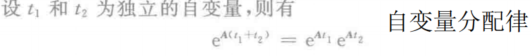 设 t₁ 和 t₂ 为独立的自变量,则有
e^{A(t₁+t₂)} = e^{At₁} e^{At₂}
自变量分配律